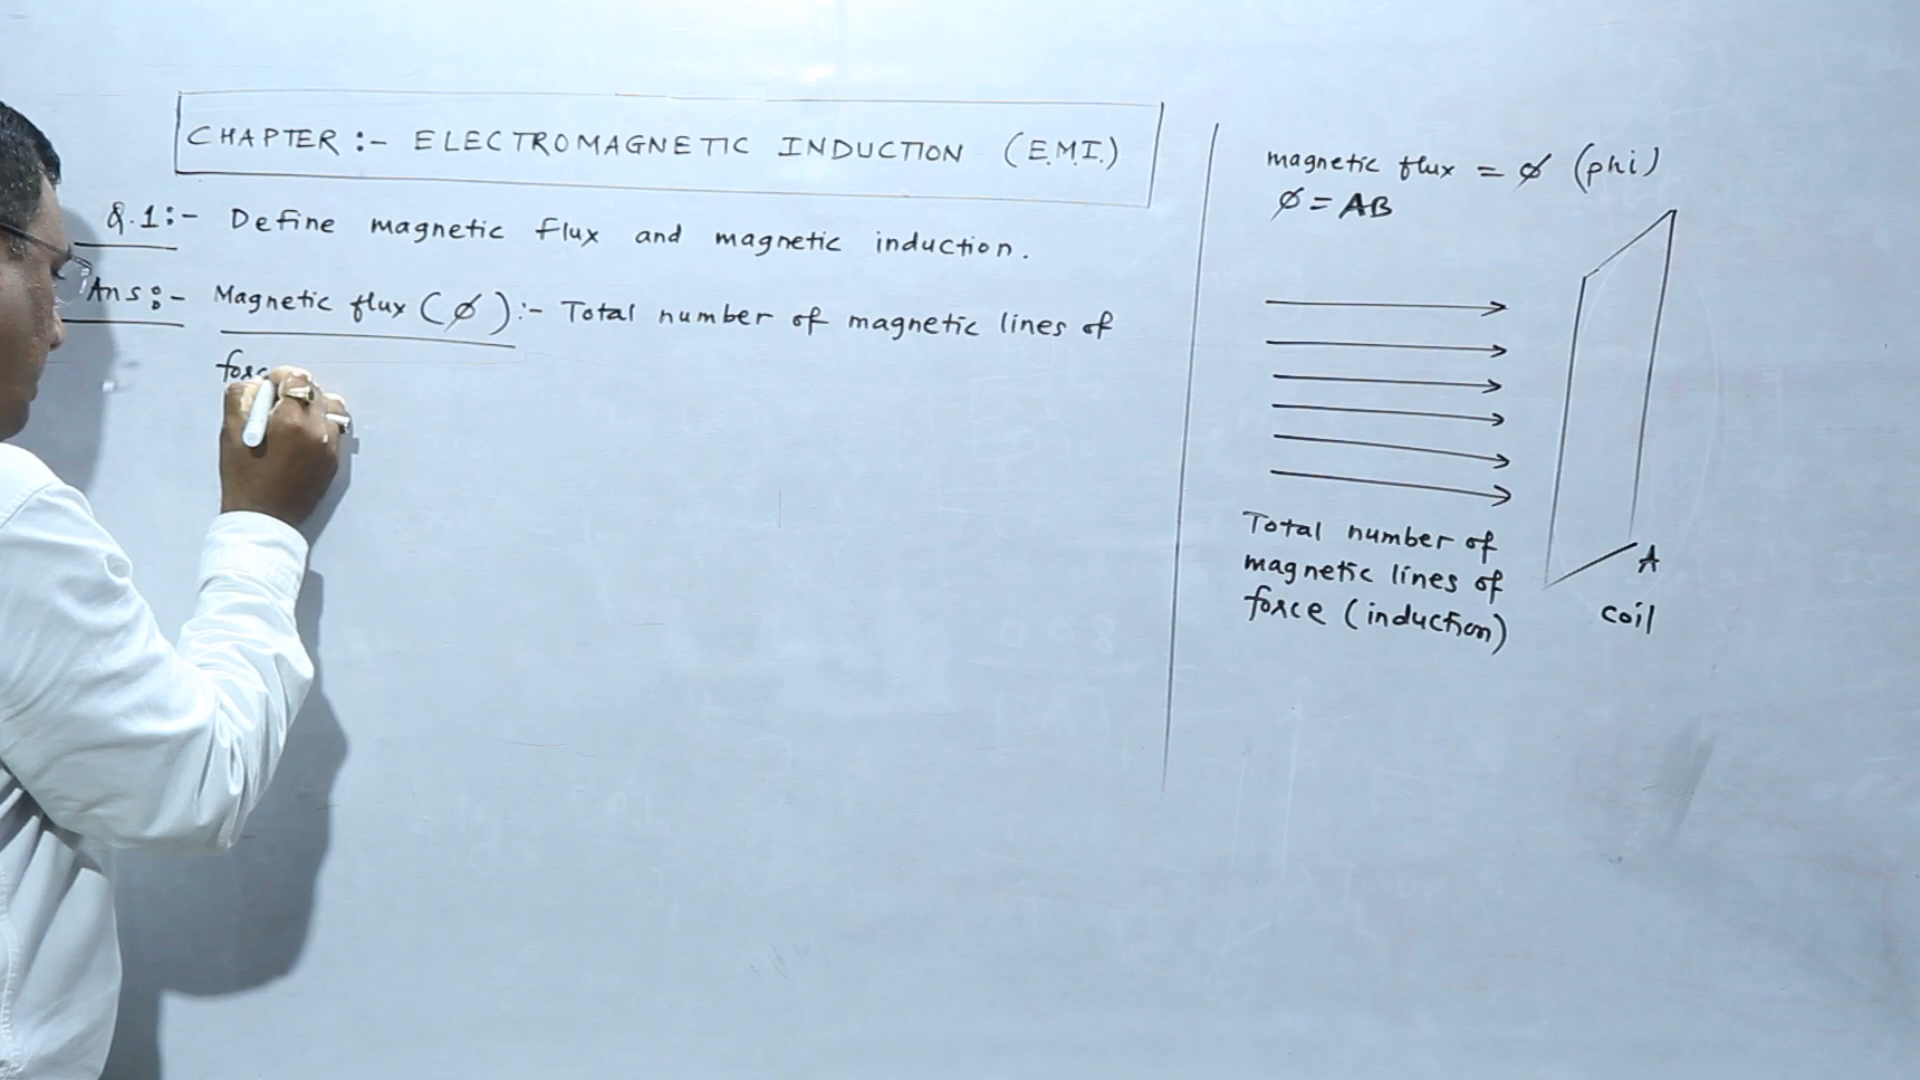 CHAPTER :- ELECTROMAGNETIC INDUCTION (E.M.I.)
Q.1:- Define magnetic flux and magnetic induction.
Ans:- Magnetic flux (ϕ):- Total number of magnetic lines of
forc
magnetic flux = ϕ (phi)
ϕ = AB
Total number of
magnetic lines of
force (induction)
A
coil